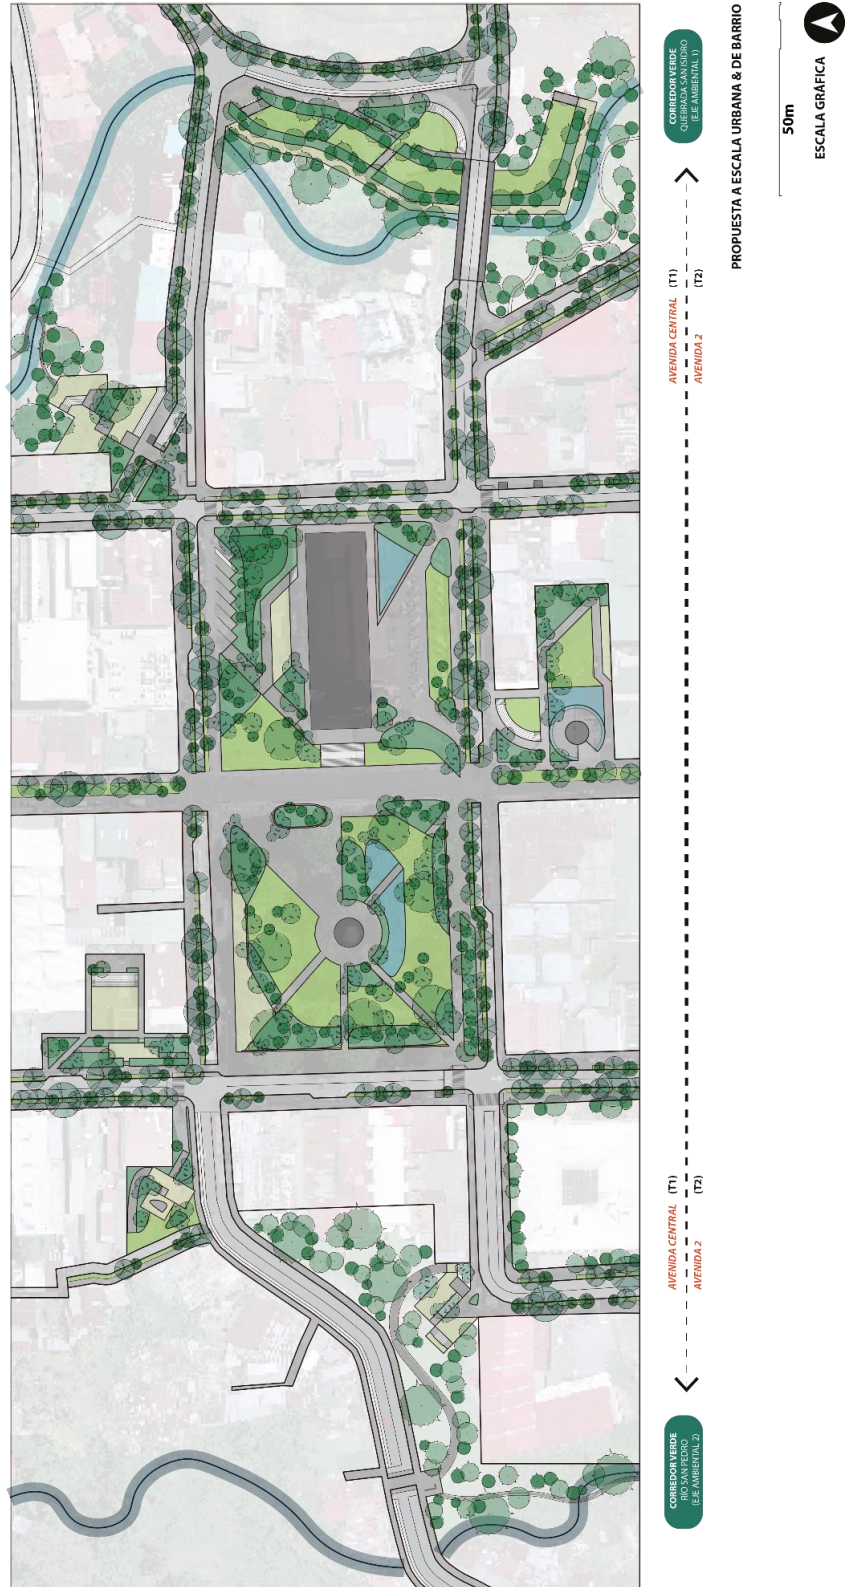 CORREDOR VERDE
QUEBRADA SAN ISIDRO
(EJE AMBIENTAL 1)
PROPUESTA A ESCALA URBANA & DE BARRIO
50m
ESCALA GRÁFICA
AVENIDA CENTRAL (T1)
AVENIDA 2 (T2)
AVENIDA CENTRAL (T1)
AVENIDA 2 (T2)
CORREDOR VERDE
RÍO SAN PEDRO
(EJE AMBIENTAL 2)